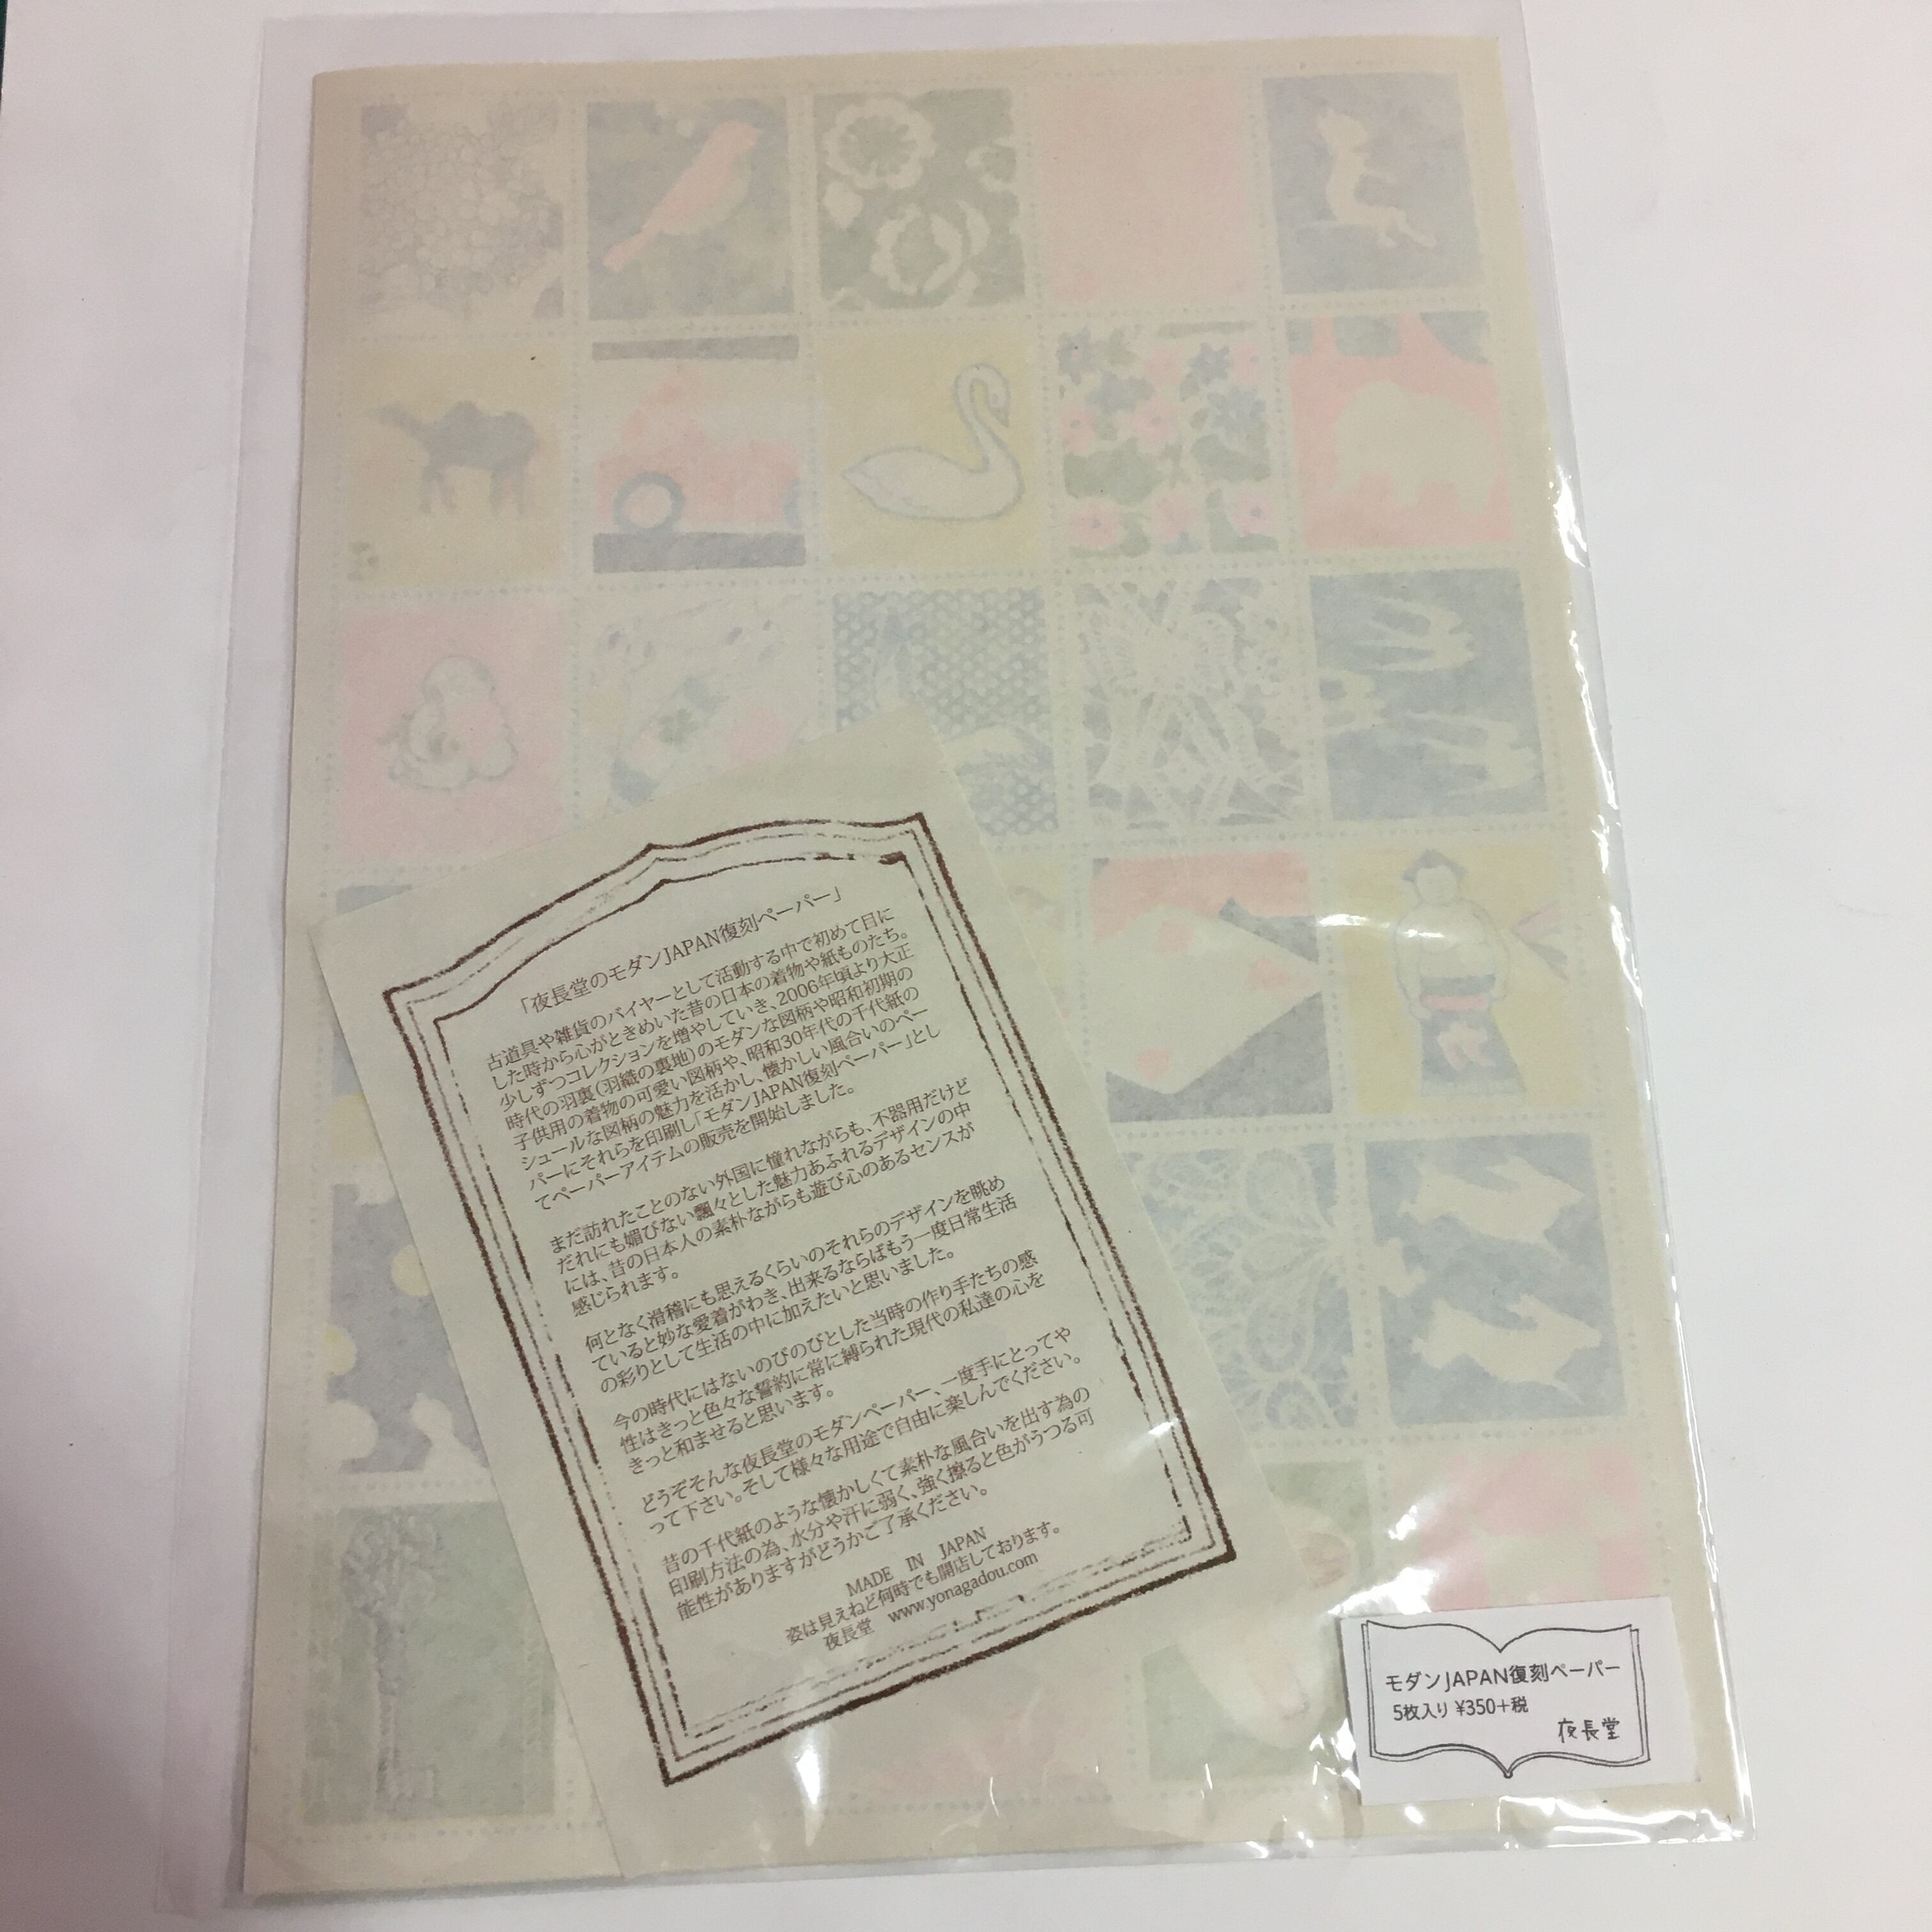 「夜長堂のモダンJAPAN復刻ペーパー」
古道具や雑貨のバイヤーとして活動する中で初めて目に
した時から心がときめいた昔の日本の着物や紙ものたち。
少しずつコレクションを増やしていき、2006年頃より大正
時代の羽裏(羽織の裏地)のモダンな図柄や昭和初期の
子供用の着物の可愛い図柄や、昭和30年代の千代紙の
シュールな図柄の魅力を活かし、懐かしい風合いのペー
パーにそれらを印刷し「モダンJAPAN復刻ペーパー」とし
てペーパーアイテムの販売を開始しました。
まだ訪れたことのない外国に憧れながらも、不器用だけど
だれにも媚びない飄々とした魅力あふれるデザインの中
には、昔の日本人の素朴ながらも遊び心のあるセンスが
感じられます。
何となく滑稽にも思えるくらいのそれらのデザインを眺め
ていると妙な愛着がわき、出来るならばもう一度日常生活
の彩りとして生活の中に加えたいと思いました。
今の時代にはないのびのびとした当時の作り手たちの感
性はきっと色々な誓約に常に縛られた現代の私達の心を
きっと和ませると思います。
どうぞそんな夜長堂のモダンペーパー、一度手にとってや
って下さい。そして様々な用途で自由に楽しんでください。
昔の千代紙のような懐かしくて素朴な風合いを出す為の
印刷方法の為、水分や汗に弱く、強く擦ると色がうつる可
能性がありますがどうかご了承ください。
MADE IN JAPAN
姿は見えねど何時でも開店しております。
夜長堂 www.yonagadou.com
モダンJAPAN復刻ペーパー
5枚入り ¥350+税
夜長堂